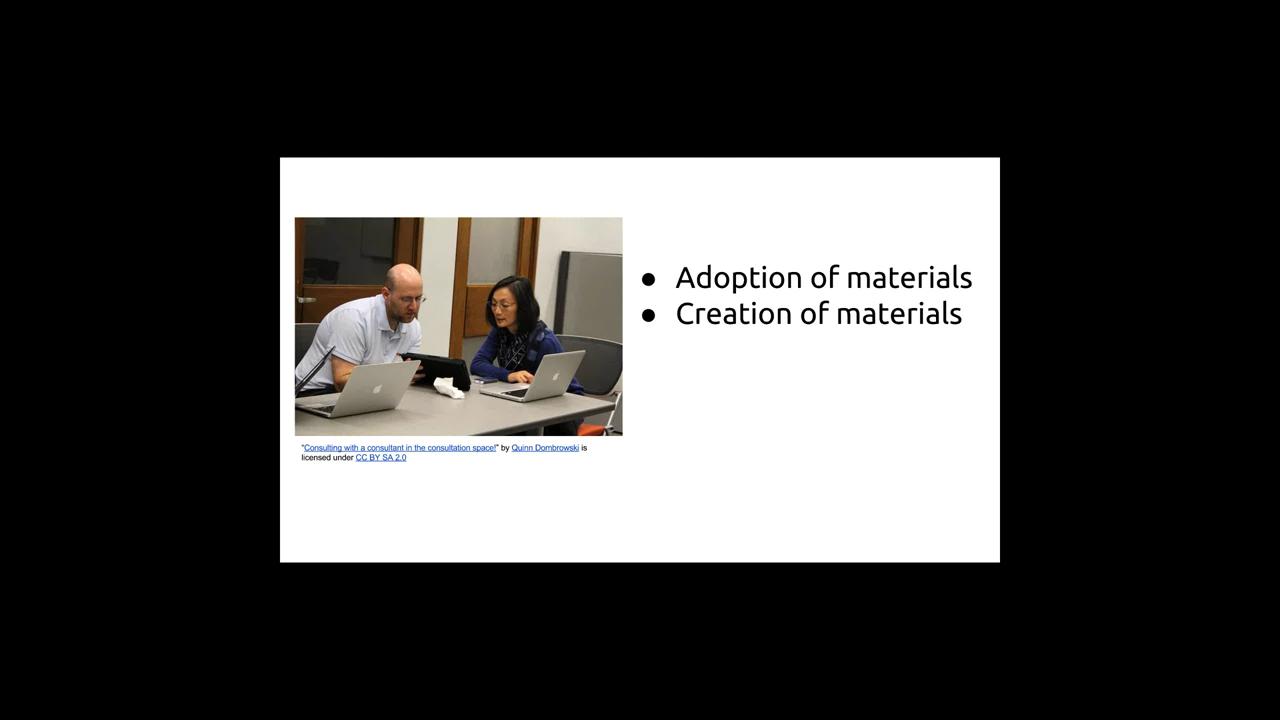 ● Adoption of materials
● Creation of materials
"Consulting with a consultant in the consultation space!" by Quinn Dombrowski is
licensed under CC BY SA 2.0